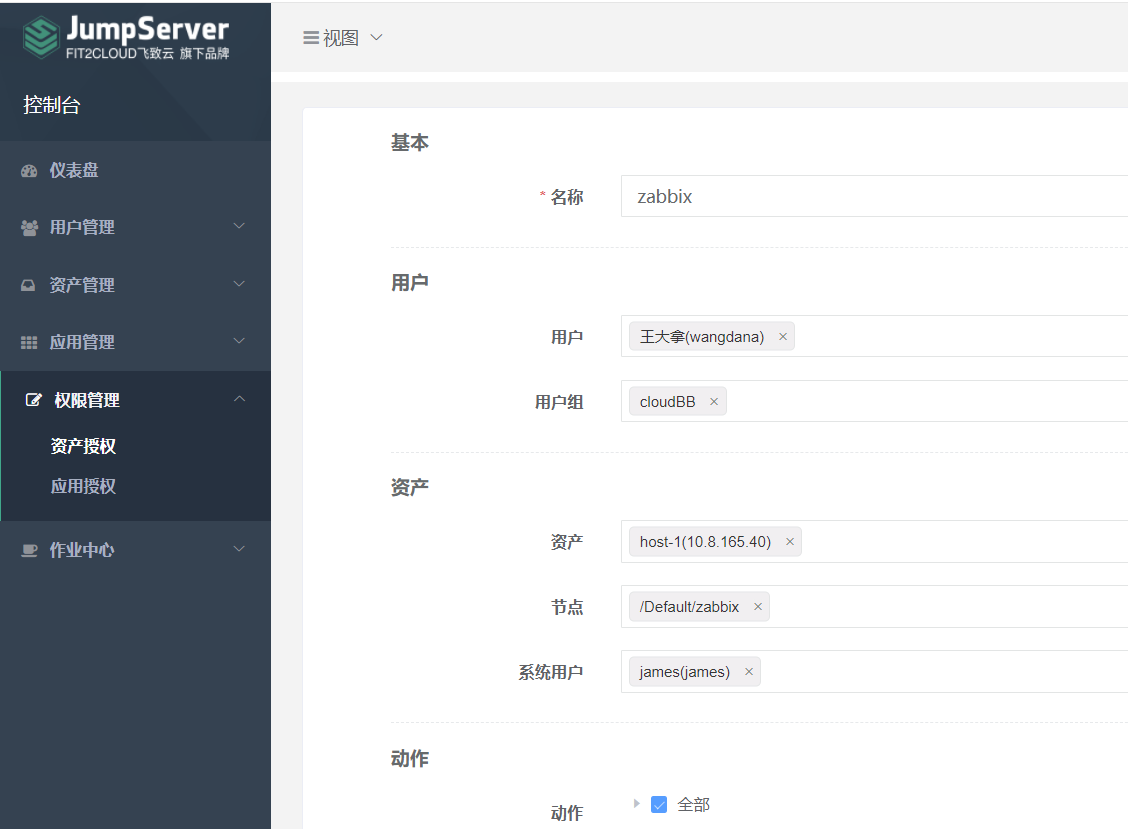 JumpServer
FIT2CLOUD飞致云 旗下品牌
控制台
仪表盘
用户管理
资产管理
应用管理
权限管理
资产授权
应用授权
作业中心
视图
基本
* 名称 zabbix
用户
用户 王大拿(wangdana) ×
用户组 cloudBB ×
资产
资产 host-1(10.8.165.40) ×
节点 /Default/zabbix ×
系统用户 james(james) ×
动作
动作 全部